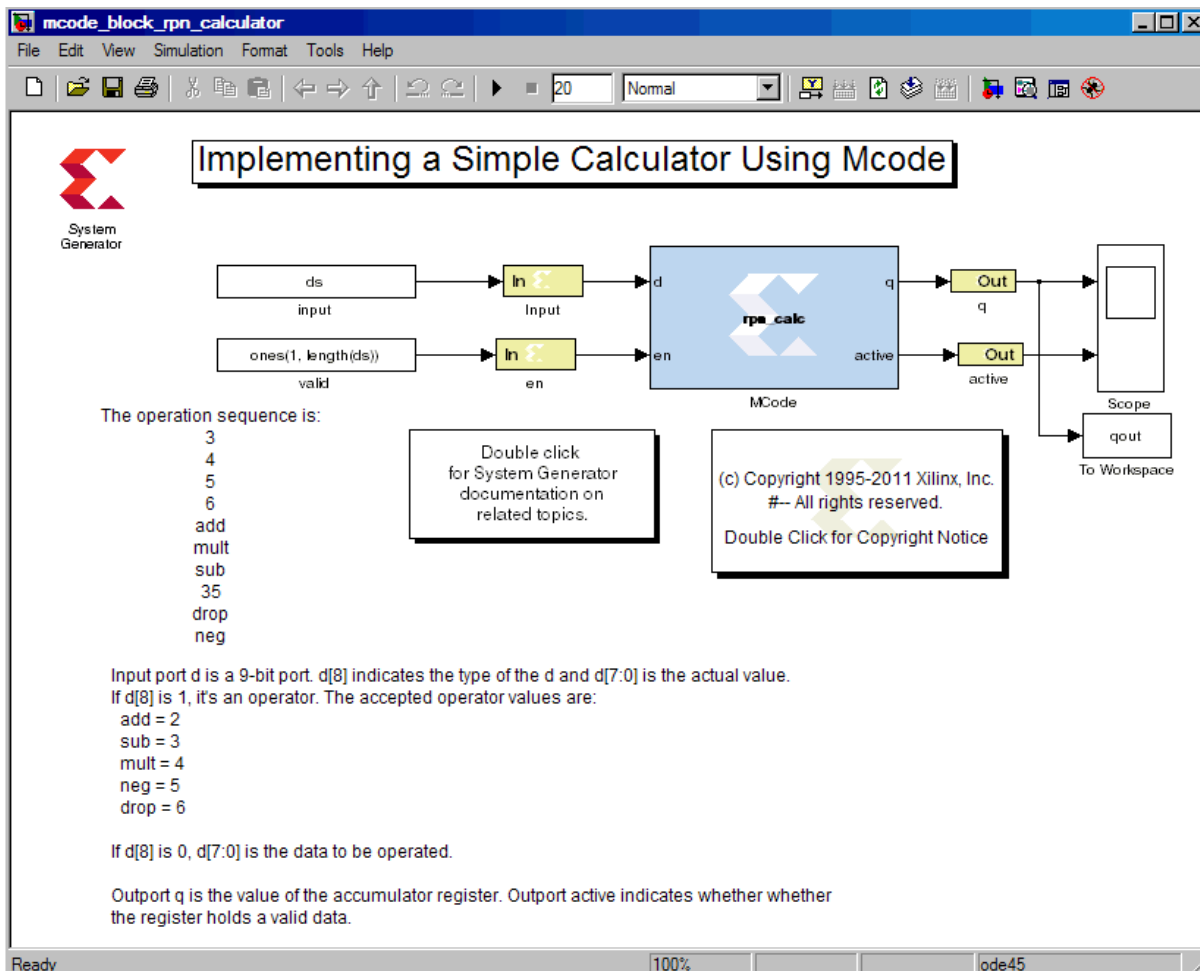 mcode_block_rpn_calculator
File Edit View Simulation Format Tools Help
20 Normal
Implementing a Simple Calculator Using Mcode
System
Generator
ds
input
In
Input
d
rpn_calc
q
Out
q
ones(1, length(ds))
valid
In
en
en
active
Out
active
MCode
Scope
qout
To Workspace
The operation sequence is:
3
4
5
6
add
mult
sub
35
drop
neg
Double click
for System Generator
documentation on
related topics.
(c) Copyright 1995-2011 Xilinx, Inc.
#-- All rights reserved.
Double Click for Copyright Notice
Input port d is a 9-bit port. d[8] indicates the type of the d and d[7:0] is the actual value.
If d[8] is 1, it's an operator. The accepted operator values are:
add = 2
sub = 3
mult = 4
neg = 5
drop = 6
If d[8] is 0, d[7:0] is the data to be operated.
Outport q is the value of the accumulator register. Outport active indicates whether whether
the register holds a valid data.
Ready 100% ode45